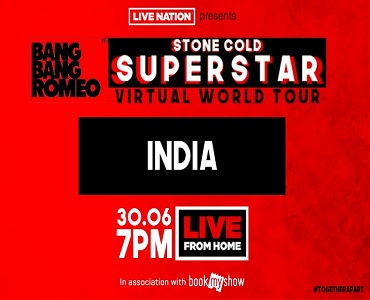 LIVE NATION presents
BANG
BANG
ROMEO
STONE COLD
SUPERSTAR
VIRTUAL WORLD TOUR
INDIA
30.06
7PM
LIVE
FROM HOME
In association with bookmyshow
#TOGETHERAPART